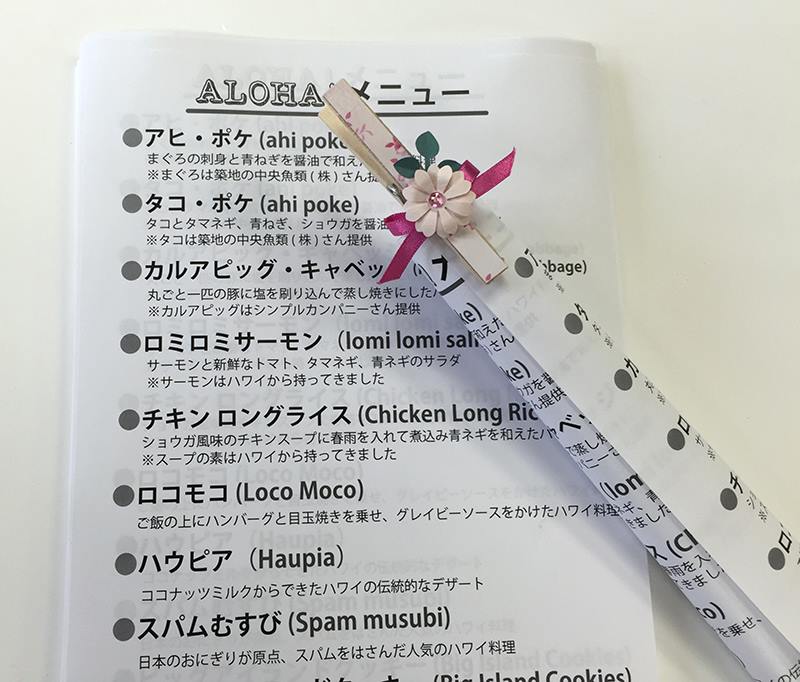 ALOHA メニュー
●アヒ・ポケ (ahi poke
まぐろの刺身と青ねぎを醤油で和えた 料理
※まぐろは築地の中央魚類(株)さん提
●タコ・ポケ (ahi poke)
タコとタマネギ、青ねぎ、ショウガを醤油
※タコは築地の中央魚類(株)さん提供
●カルアピッグ・キャベッ bbage)
丸ごと一匹の豚に塩を刷り込んで蒸し焼きにした
※カルアピッグはシンプルカンパニーさん提供
●ロミロミサーモン（lomi lomi sal
サーモンと新鮮なトマト、タマネギ、青ネギのサラダ
※サーモンはハワイから持ってきました
●チキン ロングライス (Chicken Long Ric
ショウガ風味のチキンスープに春雨を入れて煮込み青ネギを和えたハ
※スープの素はハワイから持ってきました
●ロコモコ (Loco Moco)
ご飯の上にハンバーグと目玉焼きを乗せ、グレイビーソースをかけたハワイ料理
●ハウピア（Haupia）
ココナッツミルクからできたハワイの伝統的なデザート
●スパムむすび (Spam musubi)
日本のおにぎりが原点、スパムをはさんだ人気のハワイ料理
(Big Island Cookies)